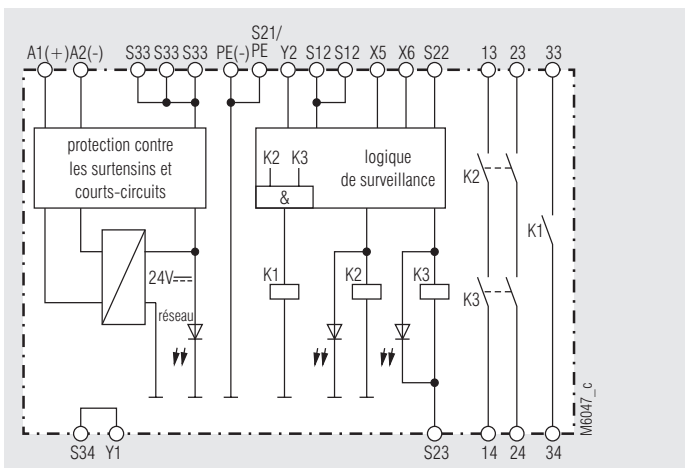 S21/
A1(+) A2(-) S33 S33 S33 PE(-) PE Y2 S12 S12 X5 X6 S22 13 23 33
protection contre
les surtensins et
courts-circuits
K2 K3
logique
de surveillance
&
K2
K1
24V
K1
K2
K3
K3
réseau
M6047_c
S34 Y1 S23 14 24 34